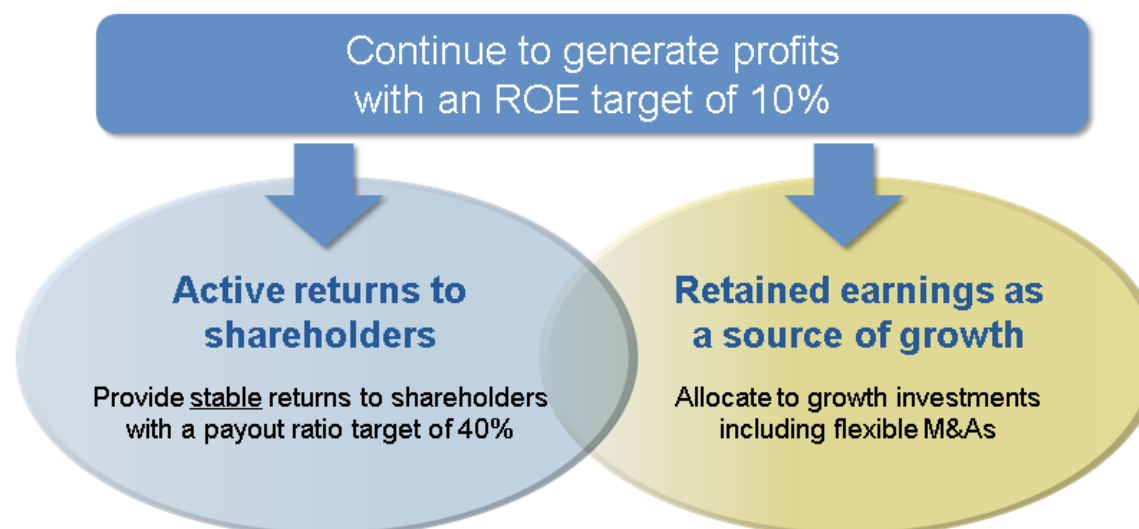 Continue to generate profits
with an ROE target of 10%
Active returns to
shareholders
Provide stable returns to shareholders
with a payout ratio target of 40%
Retained earnings as
a source of growth
Allocate to growth investments
including flexible M&As